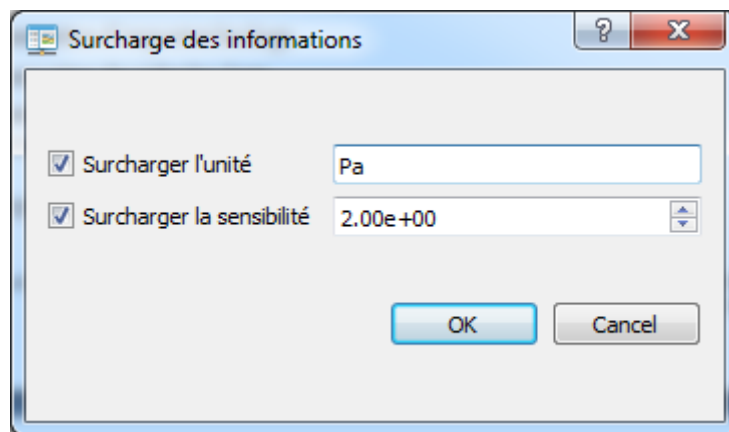 Surcharge des informations
Surcharger l'unité Pa
Surcharger la sensibilité 2.00e+00
OK Cancel